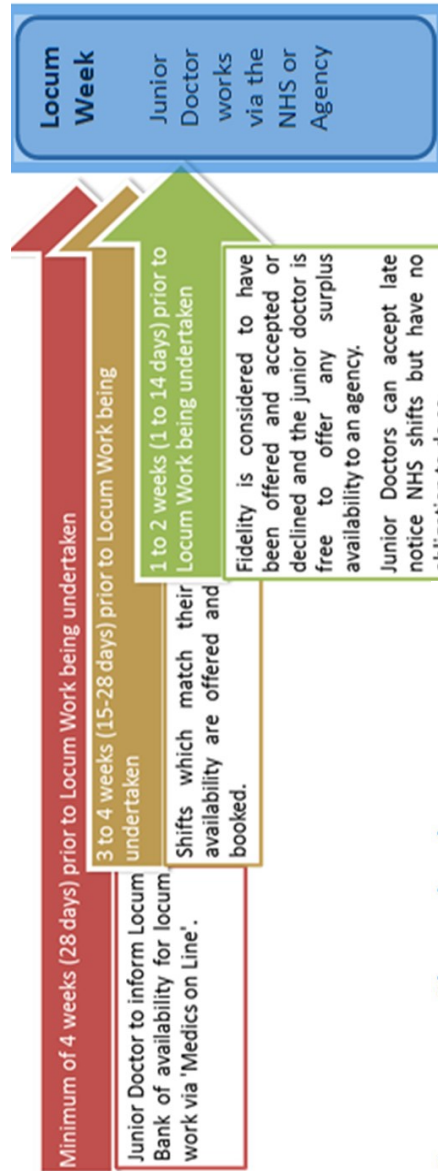 Minimum of 4 weeks (28 days) prior to Locum Work being undertaken
Junior Doctor to inform Locum
Bank of availability for locum
work via 'Medics on Line'.
3 to 4 weeks (15-28 days) prior to Locum Work being
undertaken
Shifts which match their
availability are offered and
booked.
1 to 2 weeks (1 to 14 days) prior to
Locum Work being undertaken
Fidelity is considered to have
been offered and accepted or
declined and the junior doctor is
free to offer any surplus
availability to an agency.
Junior Doctors can accept late
notice NHS shifts but have no
Locum
Week
Junior
Doctor
works
via the
NHS or
Agency